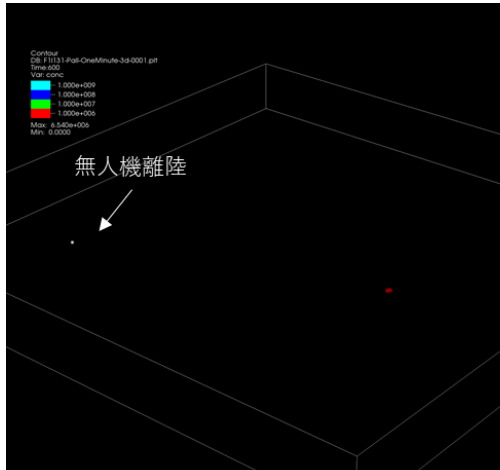 Contour
DB: F1I131-Pall-OneMinute-3d-0001.plt
Time:600
Var: conc
1.000e+009
1.000e+008
1.000e+007
1.000e+006
Max: 6.540e+006
Min: 0.0000
無人機離陸